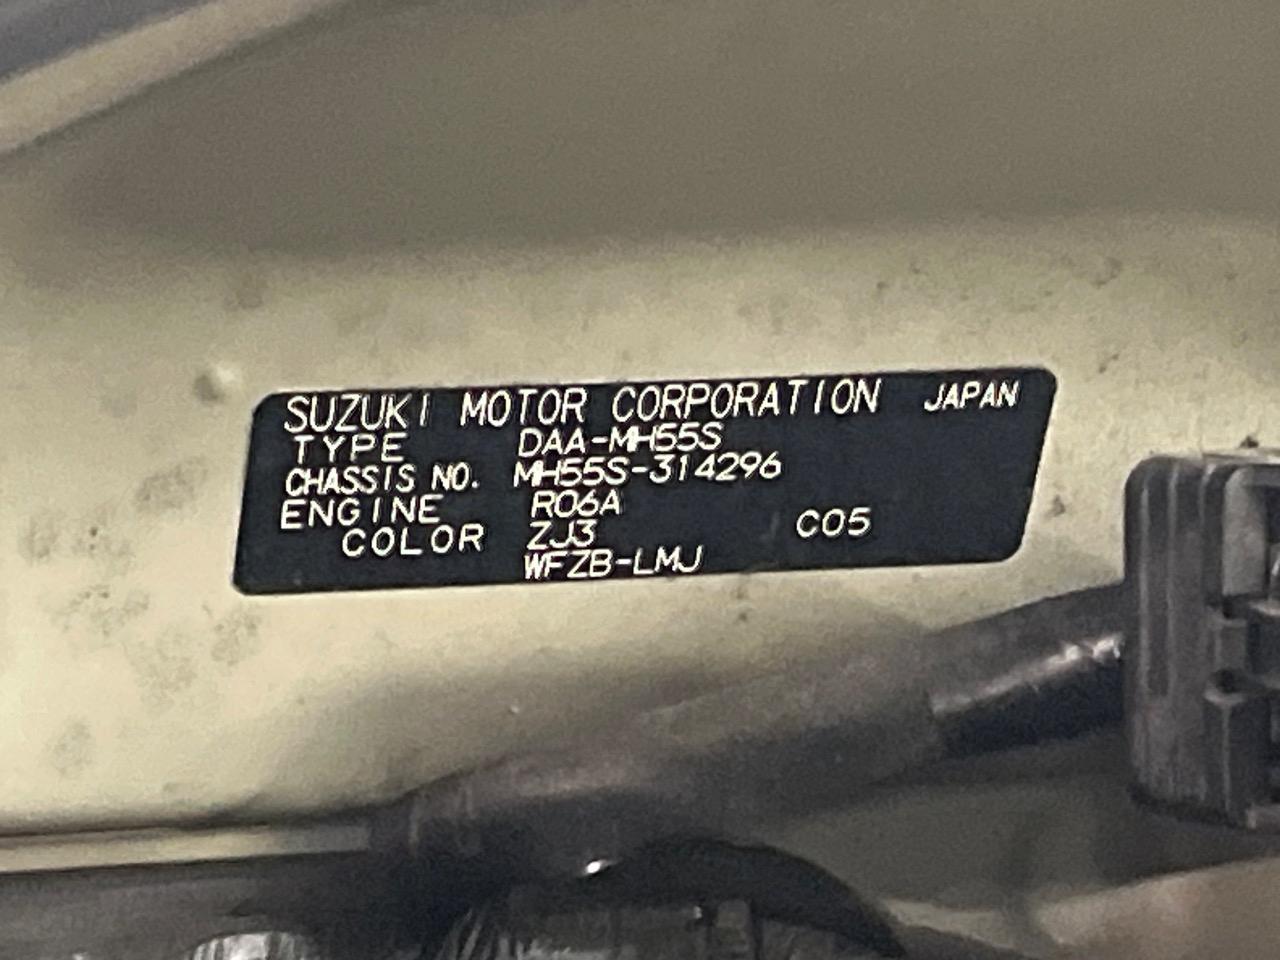 SUZUKI MOTOR CORPORATION JAPAN
TYPE DAA-MH55S
CHASSIS NO. MH55S-314296
ENGINE R06A
COLOR ZJ3 C05
WFZB-LMJ